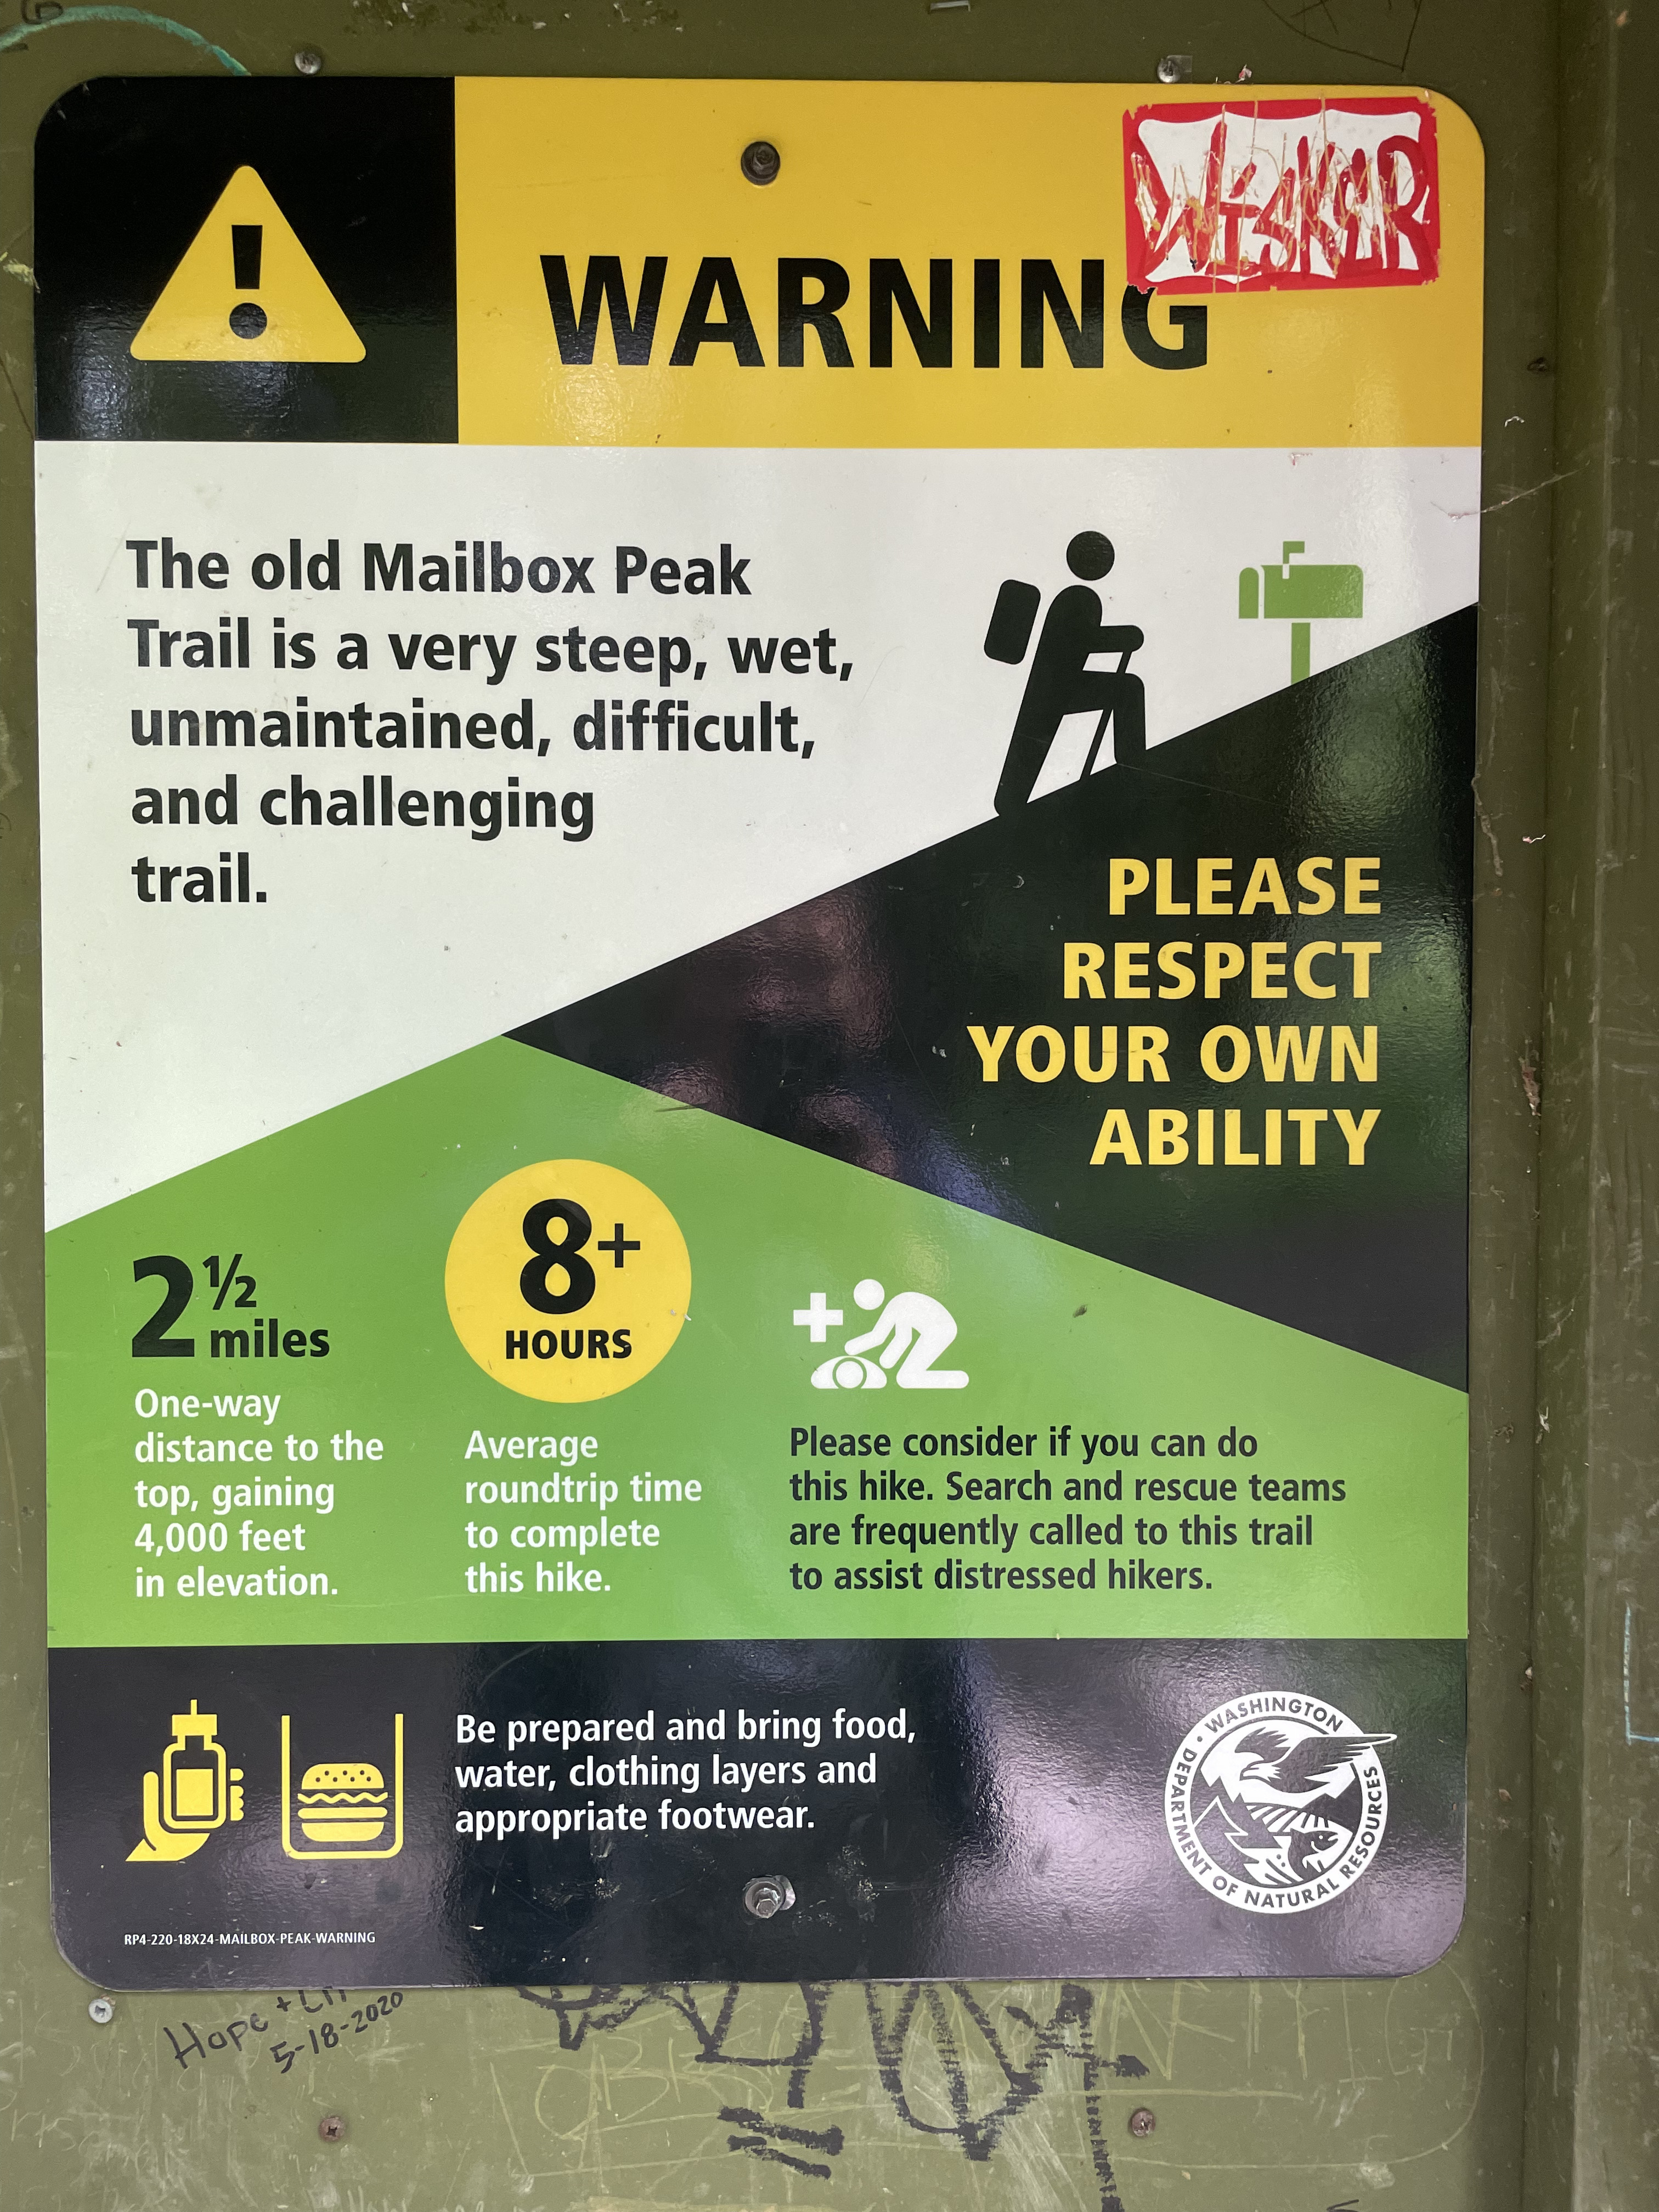 WARNING
The old Mailbox Peak
Trail is a very steep, wet,
unmaintained, difficult,
and challenging
trail.
PLEASE
RESPECT
YOUR OWN
ABILITY
2 ½
miles
One-way
distance to the
top, gaining
4,000 feet
in elevation.
8+
HOURS
Average
roundtrip time
to complete
this hike.
Please consider if you can do
this hike. Search and rescue teams
are frequently called to this trail
to assist distressed hikers.
Be prepared and bring food,
water, clothing layers and
appropriate footwear.
WASHINGTON
DEPARTMENT OF NATURAL RESOURCES
RP4-220-18X24-MAILBOX-PEAK-WARNING
Hope +
5-18-2020